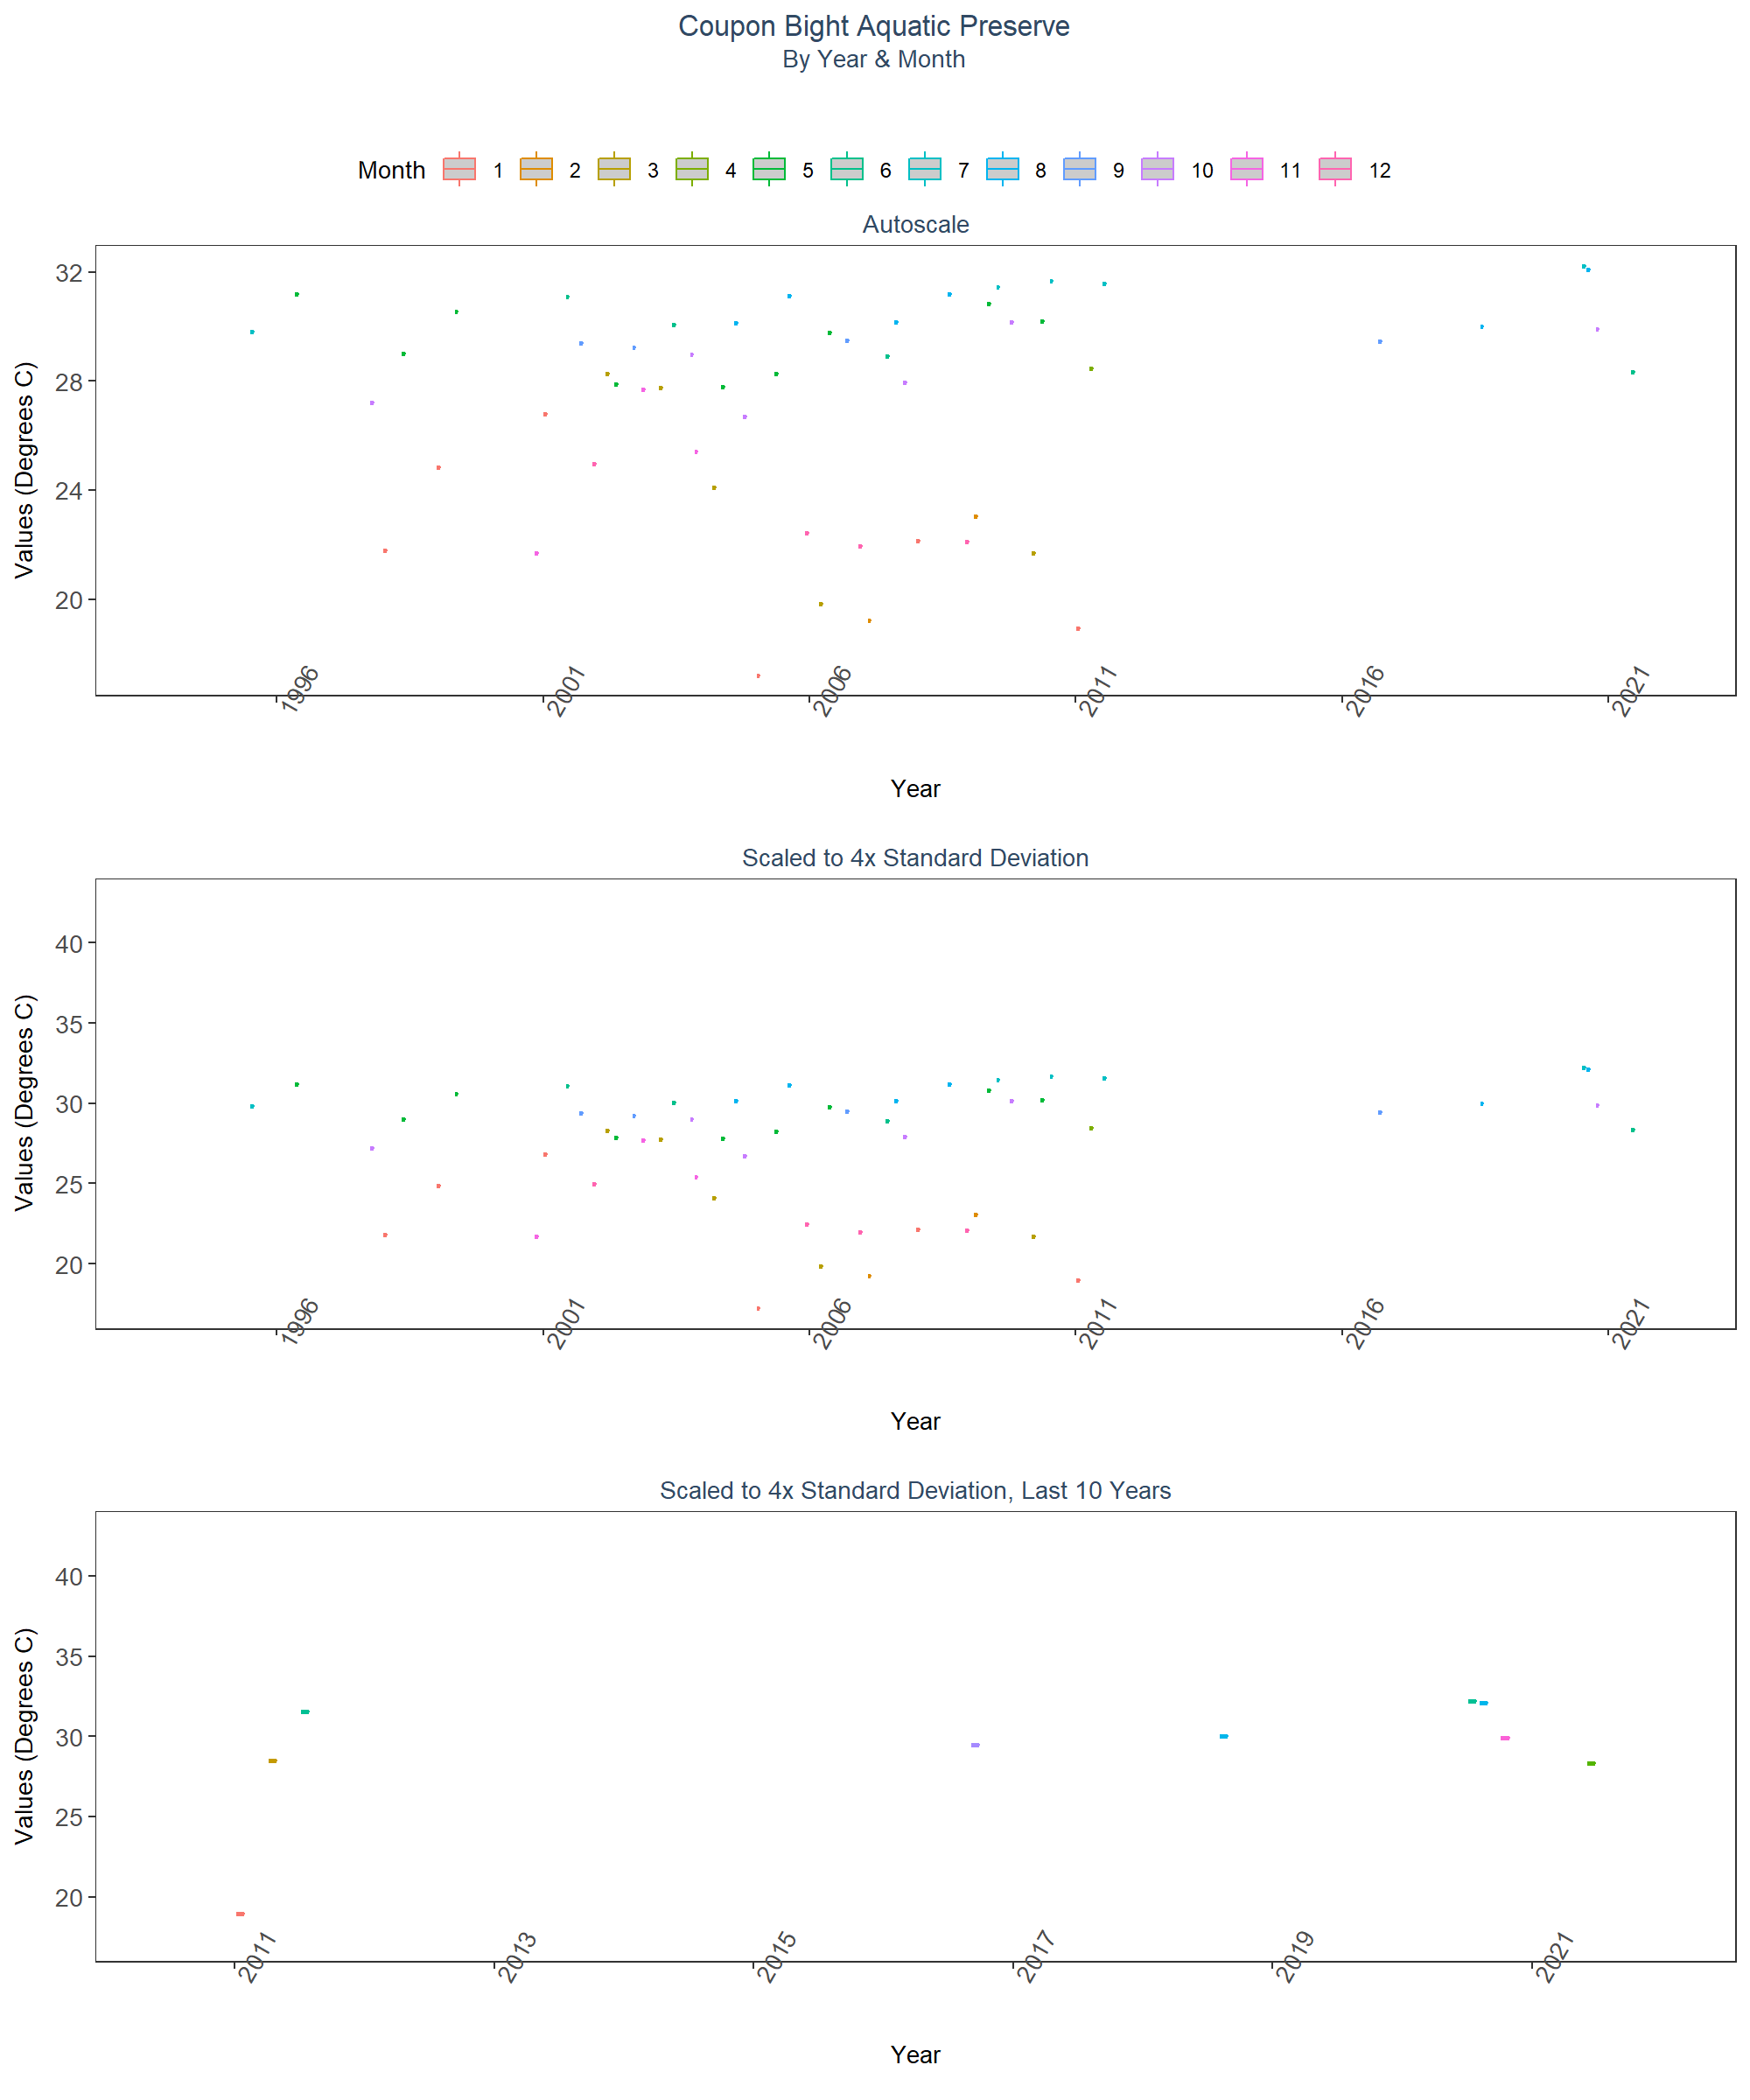 Coupon Bight Aquatic Preserve
By Year & Month
Month 1 2 3 4 5 6 7 8 9 10 11 12
Autoscale
Values (Degrees C)
32
28
24
20
1996 2001 2006 2011 2016 2021
Year
Scaled to 4x Standard Deviation
Values (Degrees C)
40
35
30
25
20
1996 2001 2006 2011 2016 2021
Year
Scaled to 4x Standard Deviation, Last 10 Years
Values (Degrees C)
40
35
30
25
20
2011 2013 2015 2017 2019 2021
Year